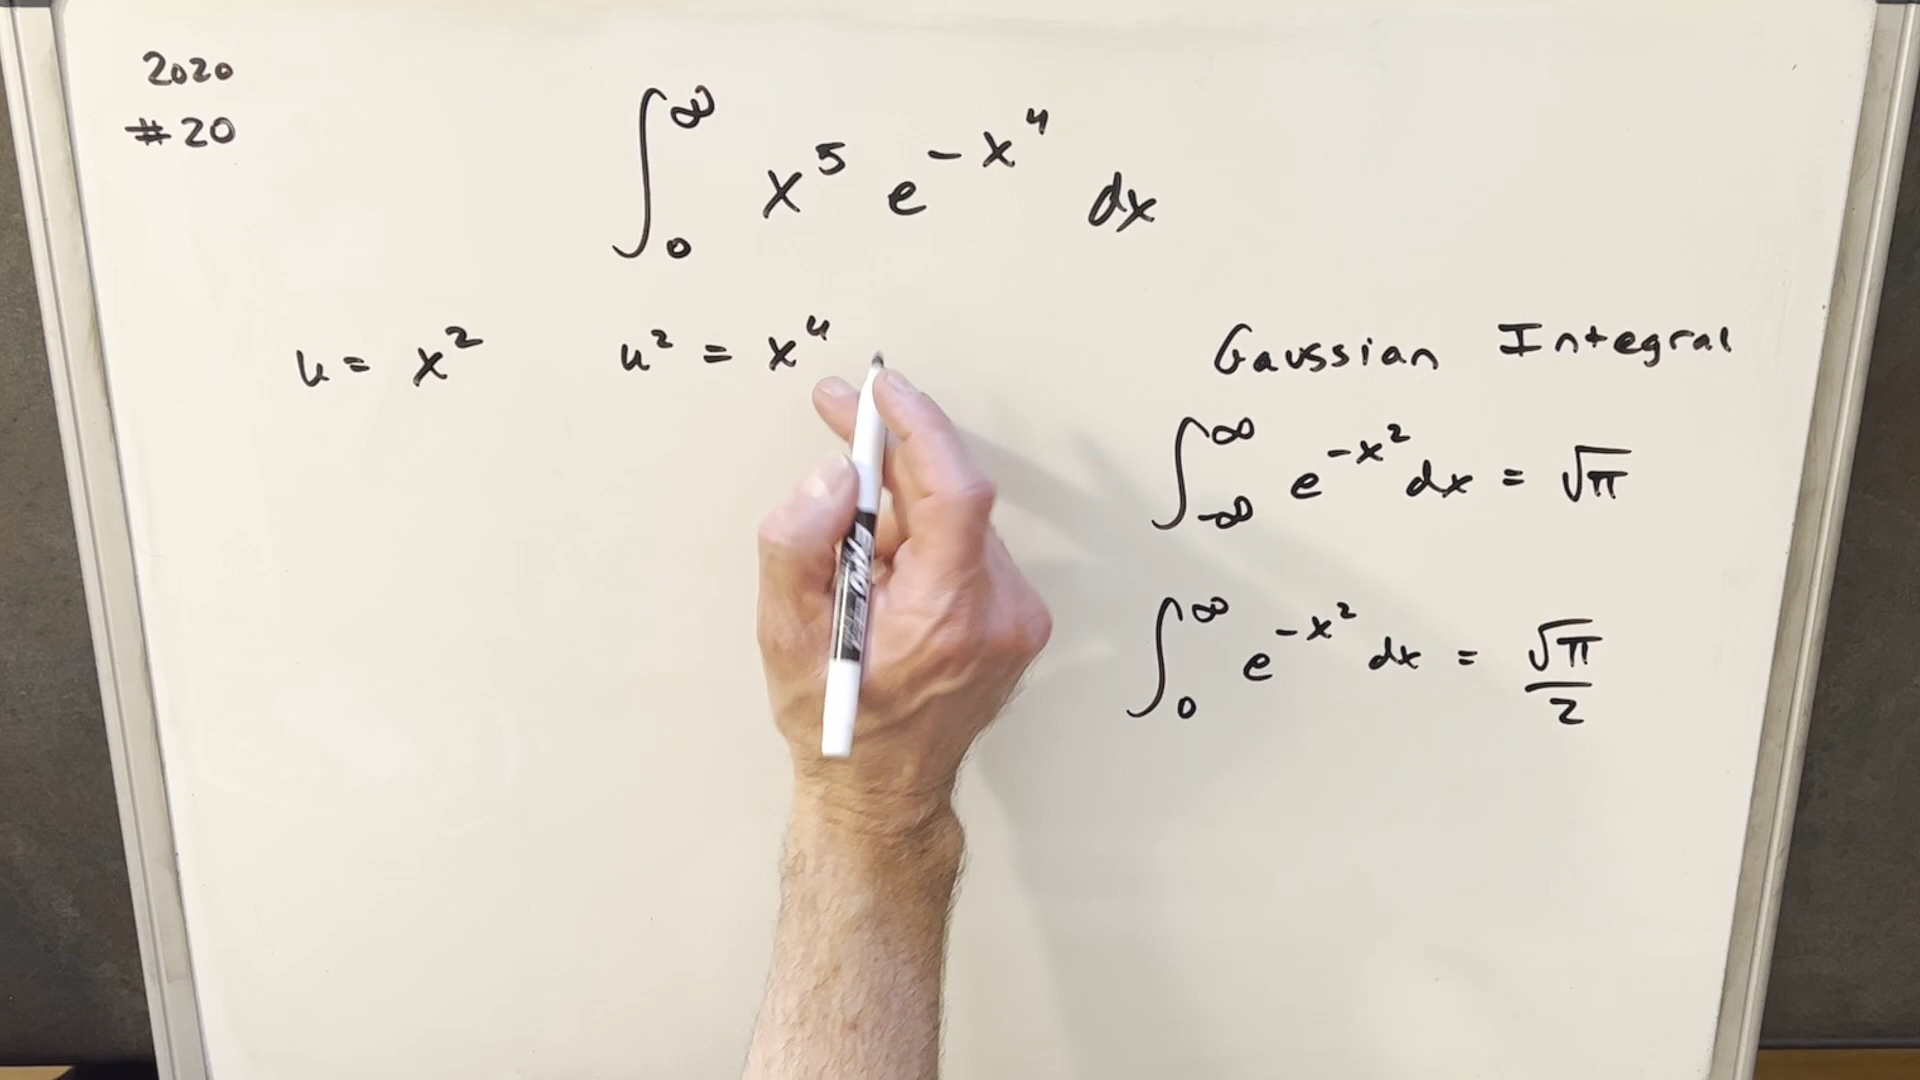 2020
#20
∫₀^∞ x⁵ e^{-x⁴} dx
u = x² u² = x⁴
Gaussian Integral
∫_{-∞}^{∞} e^{-x²} dx = √π
∫₀^∞ e^{-x²} dx = √π/2